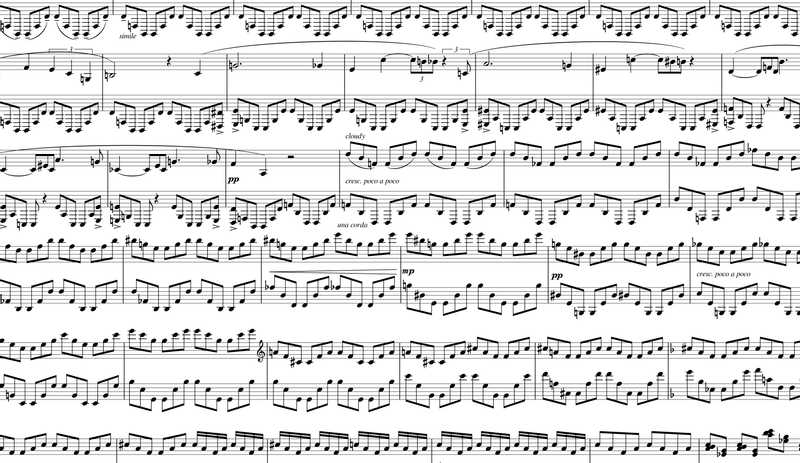 simile
3
3
3
cloudy
pp
cresc. poco a poco
una corda
mp
pp
cresc. poco a poco